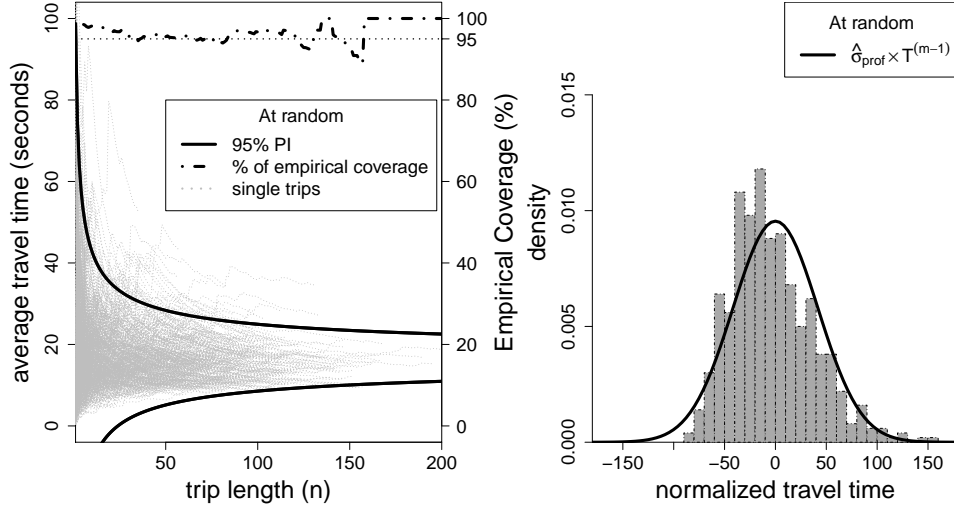 average travel time (seconds)
100
80
60
40
20
0
At random
95% PI
% of empirical coverage
single trips
100
95
80
60
40
20
0
Empirical Coverage (%)
50
100
150
200
trip length (n)
At random
σ̂prof × T(m−1)
density
0.015
0.010
0.005
0.000
−150
−50
0
50
100
150
normalized travel time